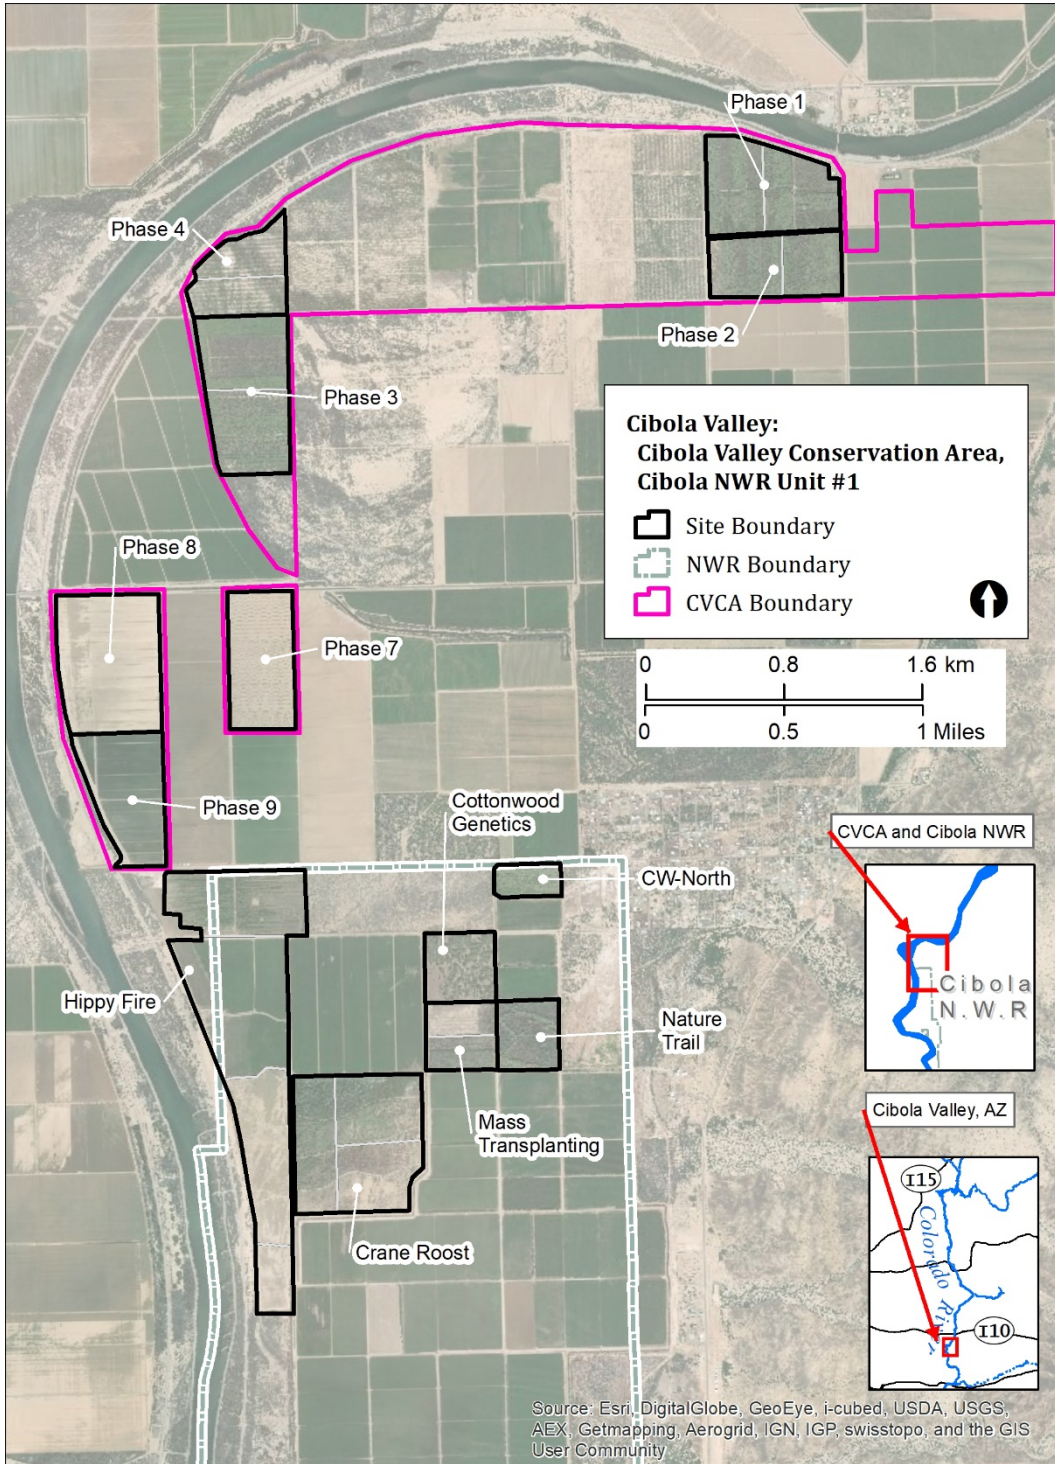 Phase 1
Phase 4
Phase 2
Phase 3
Cibola Valley:
Cibola Valley Conservation Area,
Cibola NWR Unit #1
Site Boundary
NWR Boundary
CVCA Boundary
Phase 8
Phase 7
0 0.8 1.6 km
0 0.5 1 Miles
Phase 9
Cottonwood
Genetics
CVCA and Cibola NWR
CW-North
Hippy Fire
Cibola
N.W.R
Nature
Trail
Mass
Transplanting
Cibola Valley, AZ
I15
Crane Roost
I10
Source: Esri, DigitalGlobe, GeoEye, i-cubed, USDA, USGS,
AEX, Getmapping, Aerogrid, IGN, IGP, swisstopo, and the GIS
User Community